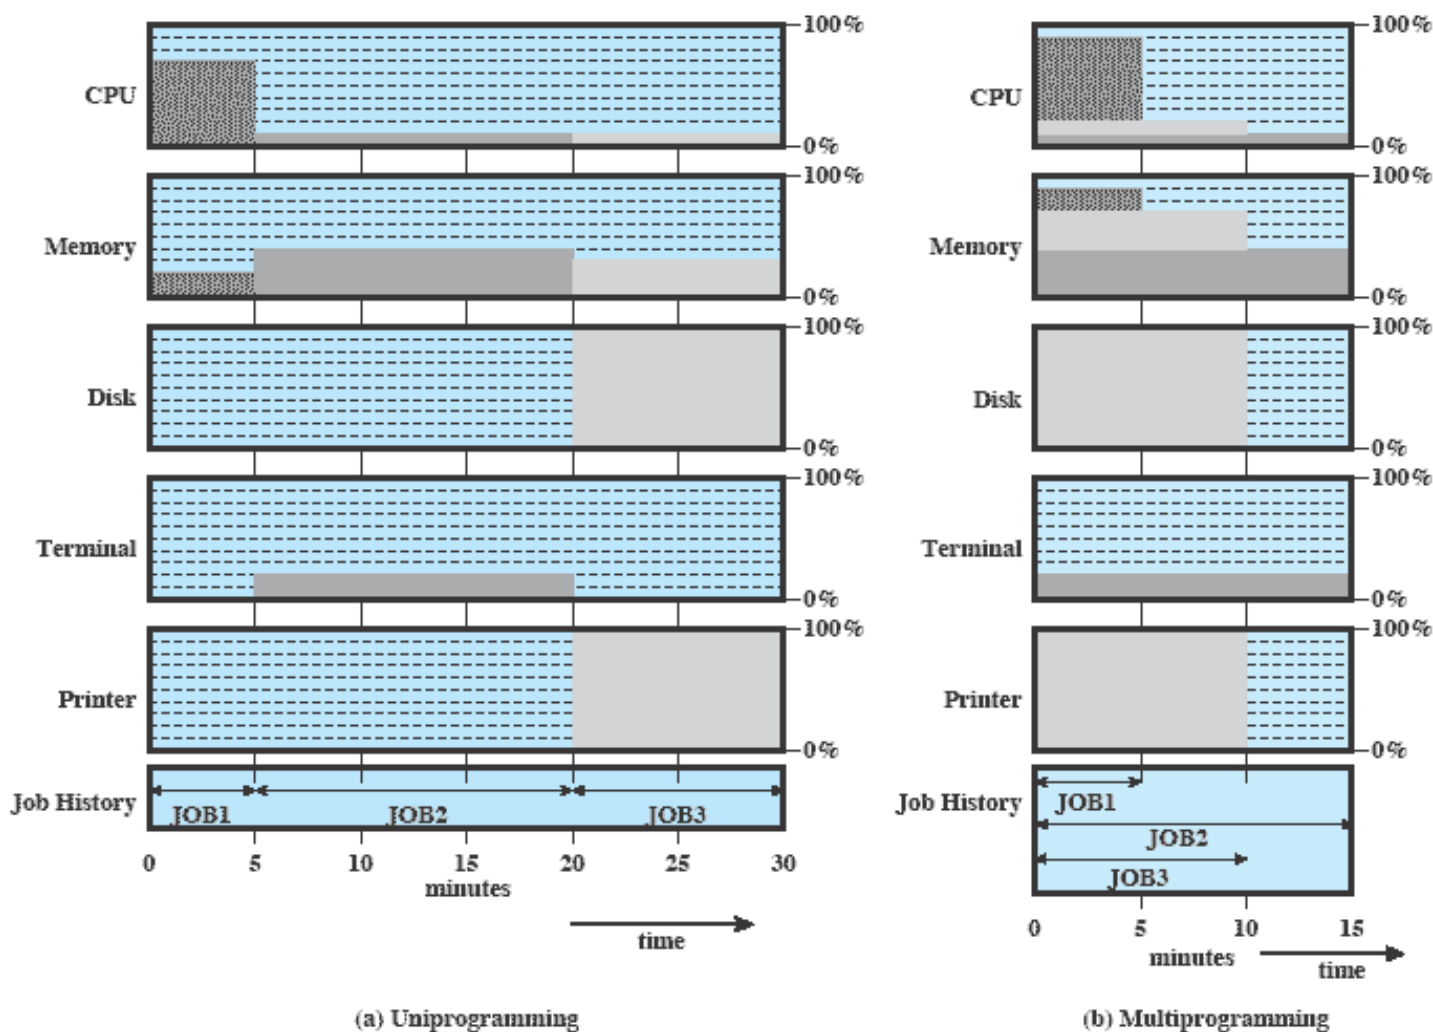 100%
CPU
0%
100%
Memory
0%
100%
Disk
0%
100%
Terminal
0%
100%
Printer
0%
Job History
JOB1
JOB2
JOB3
0 5 10 15 20 25 30
minutes
time
(a) Uniprogramming
100%
CPU
0%
100%
Memory
0%
100%
Disk
0%
100%
Terminal
0%
100%
Printer
0%
Job History
JOB1
JOB2
JOB3
0 5 10 15
minutes
time
(b) Multiprogramming